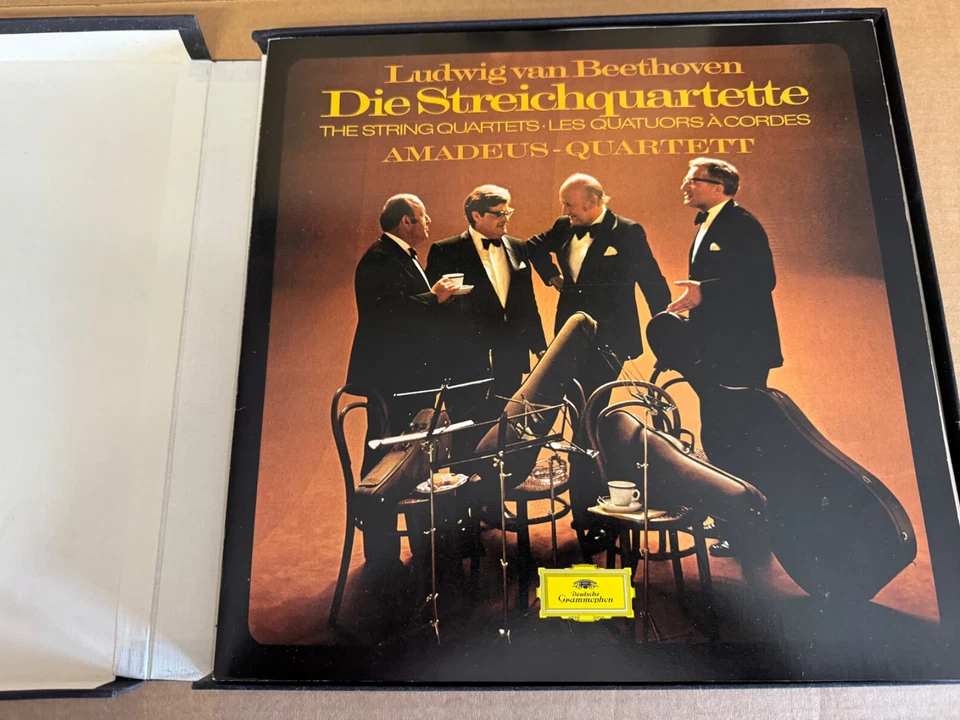 Ludwig van Beethoven
Die Streichquartette
THE STRING QUARTETS · LES QUATUORS À CORDES
AMADEUS-QUARTETT
Deutsche
Grammophon